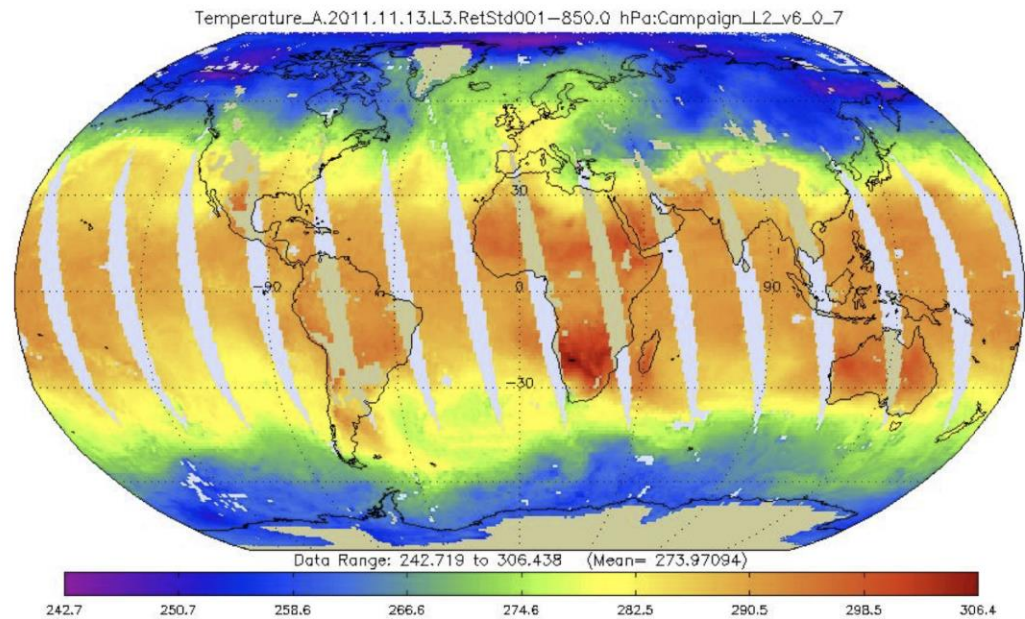 Temperature_A.2011.11.13.L3.RetStd001-850.0 hPa:Campaign_L2_v6_0_7
30
-90 0 90
-30
Data Range: 242.719 to 306.438 (Mean= 273.97094)
242.7 250.7 258.6 266.6 274.6 282.5 290.5 298.5 306.4